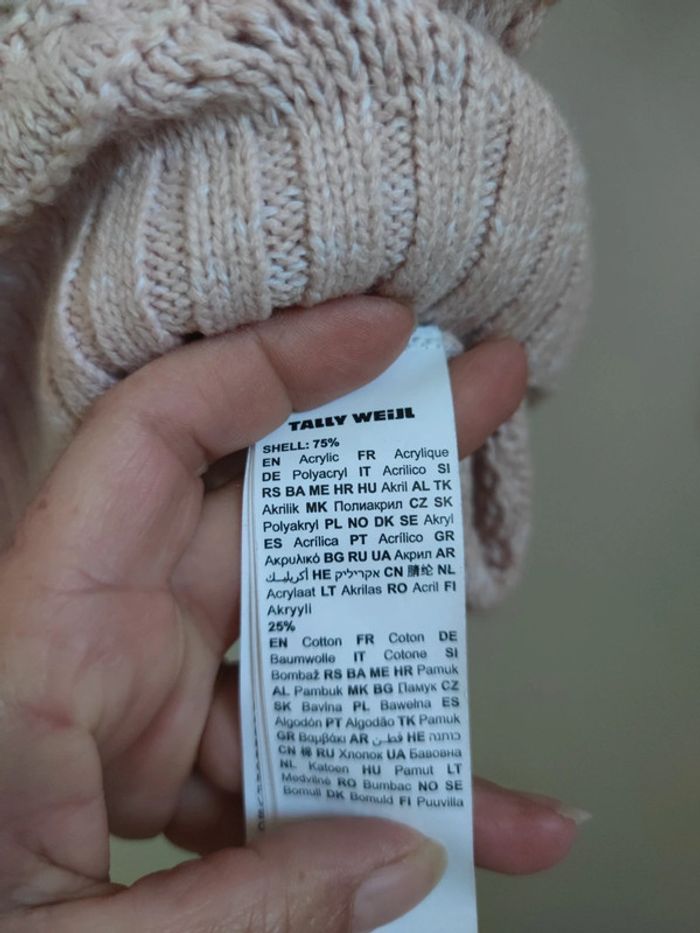 TALLY WEiJL
SHELL: 75%
EN Acrylic FR Acrylique
DE Polyacryl IT Acrilico SI
RS BA ME HR HU Akril AL TK
Akrilik MK Полиакрил CZ SK
Polyakryl PL NO DK SE Akryl
ES Acrílica PT Acrílico GR
Ακρυλικό BG RU UA Акрил AR
أكريليك HE אקריליק CN 腈纶 NL
Acrylaat LT Akrilas RO Acril FI
Akryyli
25%
EN Cotton FR Coton DE
Baumwolle IT Cotone SI
Bombaž RS BA ME HR Pamuk
AL Pambuk MK BG Памук CZ
SK Bavlna PL Bawełna ES
Algodón PT Algodão TK Pamuk
GR Βαμβάκι AR قطن HE כותנה
CN 棉 RU Хлопок UA Бавовна
NL Katoen HU Pamut LT
Medvilnė RO Bumbac NO SE
Bomull DK Bomuld FI Puuvilla